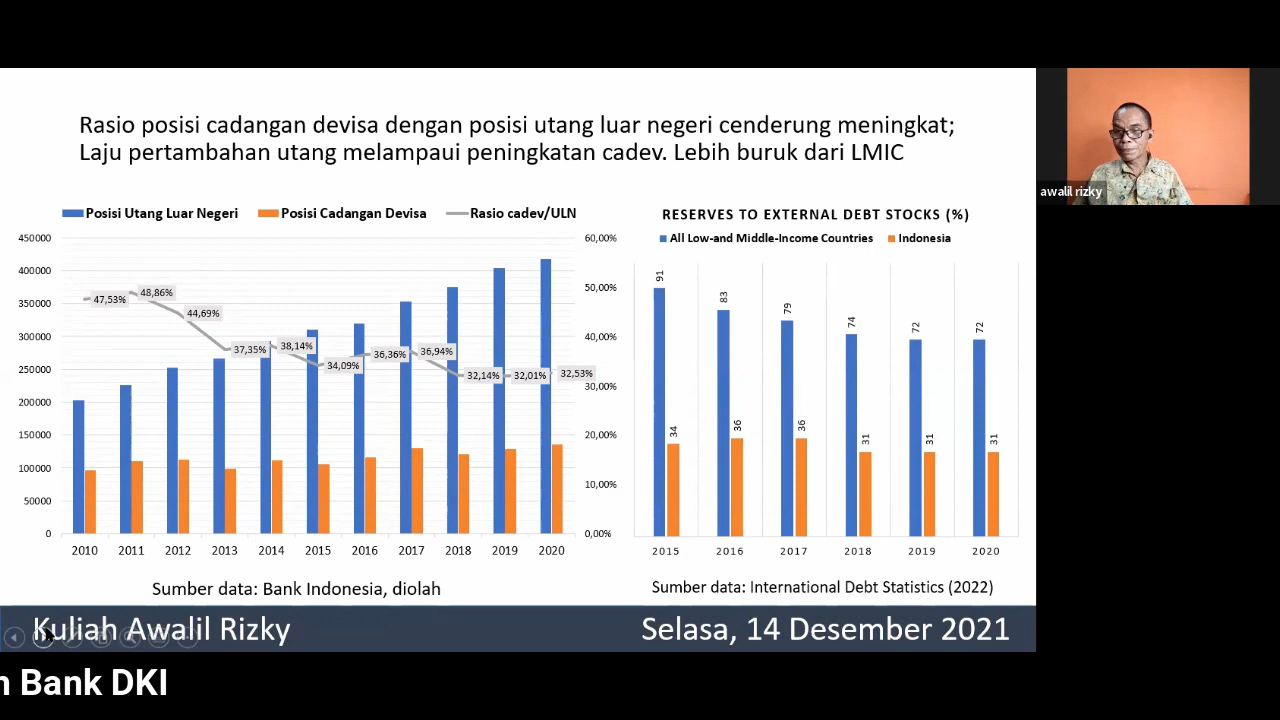 Rasio posisi cadangan devisa dengan posisi utang luar negeri cenderung meningkat;
Laju pertambahan utang melampaui peningkatan cadev. Lebih buruk dari LMIC
awalil rizky
Posisi Utang Luar Negeri Posisi Cadangan Devisa Rasio cadev/ULN
450000
400000
350000
300000
250000
200000
150000
100000
50000
0
60,00%
50,00%
40,00%
30,00%
20,00%
10,00%
0,00%
47,53% 48,86% 44,69% 37,35% 38,14% 34,09% 36,36% 36,94% 32,14% 32,01% 32,53%
2010 2011 2012 2013 2014 2015 2016 2017 2018 2019 2020
Sumber data: Bank Indonesia, diolah
RESERVES TO EXTERNAL DEBT STOCKS (%)
All Low-and Middle-Income Countries Indonesia
91 34 83 36 79 36 74 31 72 31 72 31
2015 2016 2017 2018 2019 2020
Sumber data: International Debt Statistics (2022)
Kuliah Awalil Rizky Selasa, 14 Desember 2021
n Bank DKI